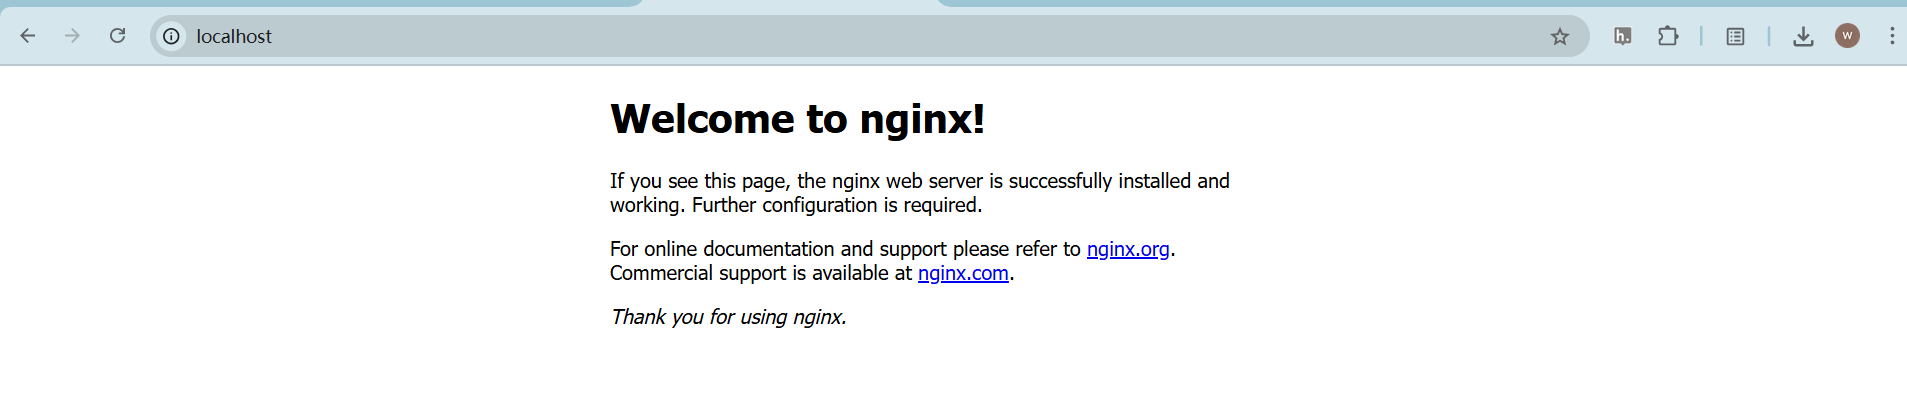 localhost
h.
W
Welcome to nginx!
If you see this page, the nginx web server is successfully installed and
working. Further configuration is required.
For online documentation and support please refer to nginx.org.
Commercial support is available at nginx.com.
Thank you for using nginx.